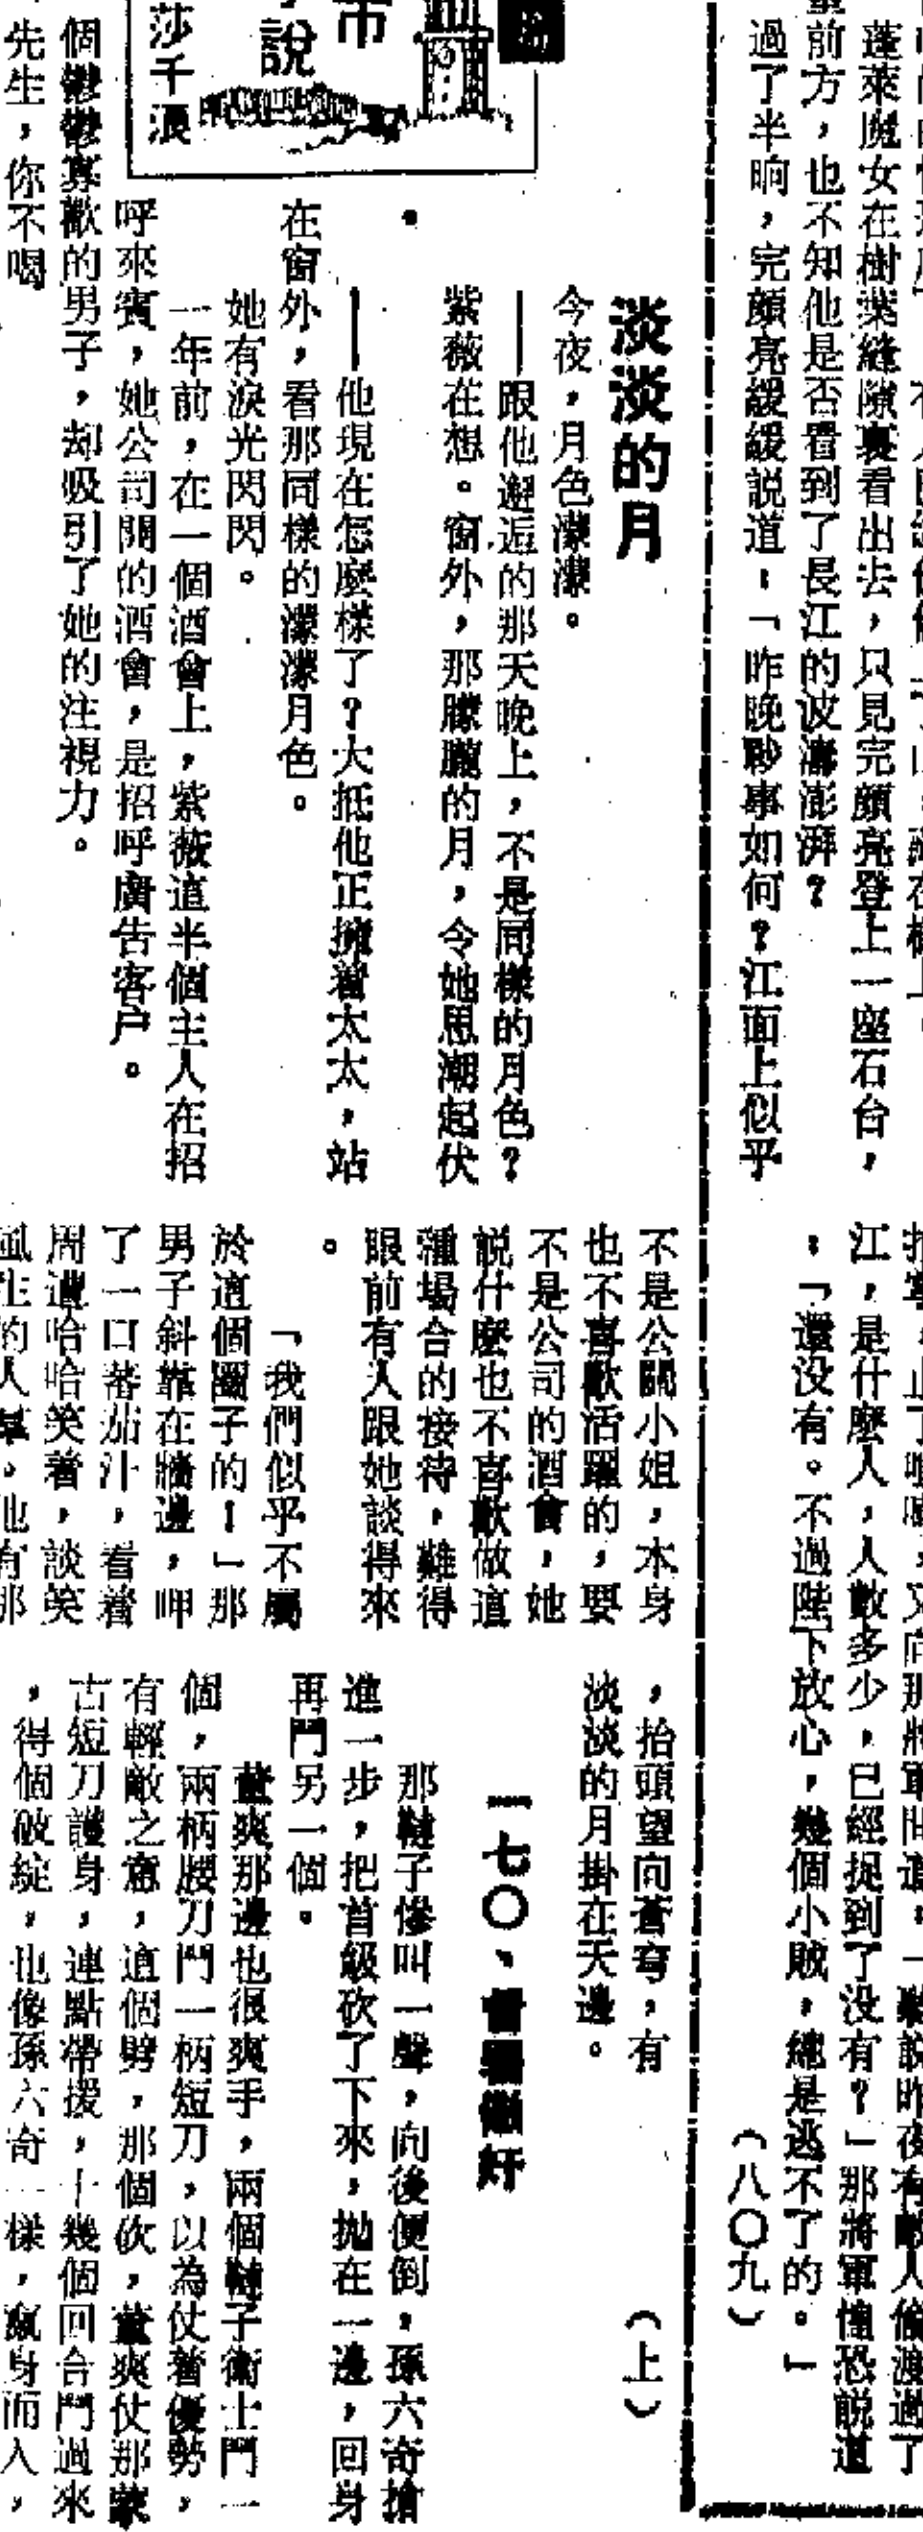 蓬萊魔女在樹葉縫隙裏看出去，只見完顏亮登上一座石台，
前方，也不知他是否看到了長江的波濤澎湃？
過了半晌，完顏亮緩緩說道：「昨晚夥事如何？江面上似乎
江，是什麼人，人數多少，已經捉到了没有？」那將軍惶恐說道
：「還没有。不過陛下放心，幾個小賊，總是逃不了的。」
（八〇九）
市
說
莎千浪
淡淡的月
今夜，月色濛濛。
——跟他邂逅的那天晚上，不是同樣的月色？
紫薇在想。窗外，那朦朧的月，令她思潮起伏
。
——他現在怎麼樣了？大抵他正擁着太太，站
在窗外，看那同樣的濛濛月色。
她有淚光閃閃。
一年前，在一個酒會上，紫薇這半個主人在招
呼來賓，她公司開的酒會，是招呼廣告客户。
個鬱鬱寡歡的男子，却吸引了她的注視力。
先生，你不喝
不是公關小姐，本身
也不喜歡活躍的，要
不是公司的酒會，她
說什麼也不喜歡做這
種場合的接待，難得
眼前有人跟她談得來
。
「我們似乎不屬
於這個圈子的！」那
男子斜靠在牆邊，呷
了一口蕃茄汁，看着
周遭哈哈笑着，談笑
風生的人羣。他有那
，抬頭望向蒼穹，有
淡淡的月掛在天邊。
（上）
一七〇、
那韃子慘叫一聲，向後便倒，孫六奇搶
進一步，把首級砍了下來，拋在一邊，回身
再鬥另一個。
董爽那邊也很爽手，兩個韃子衛士鬥一
個，兩柄腰刀鬥一柄短刀，以為仗着優勢，
有輕敵之意，這個劈，那個砍，董爽仗那蒙
古短刀護身，連點帶援，十幾個回合鬥過來
，得個破綻，也像孫六奇一樣，竄身而入，